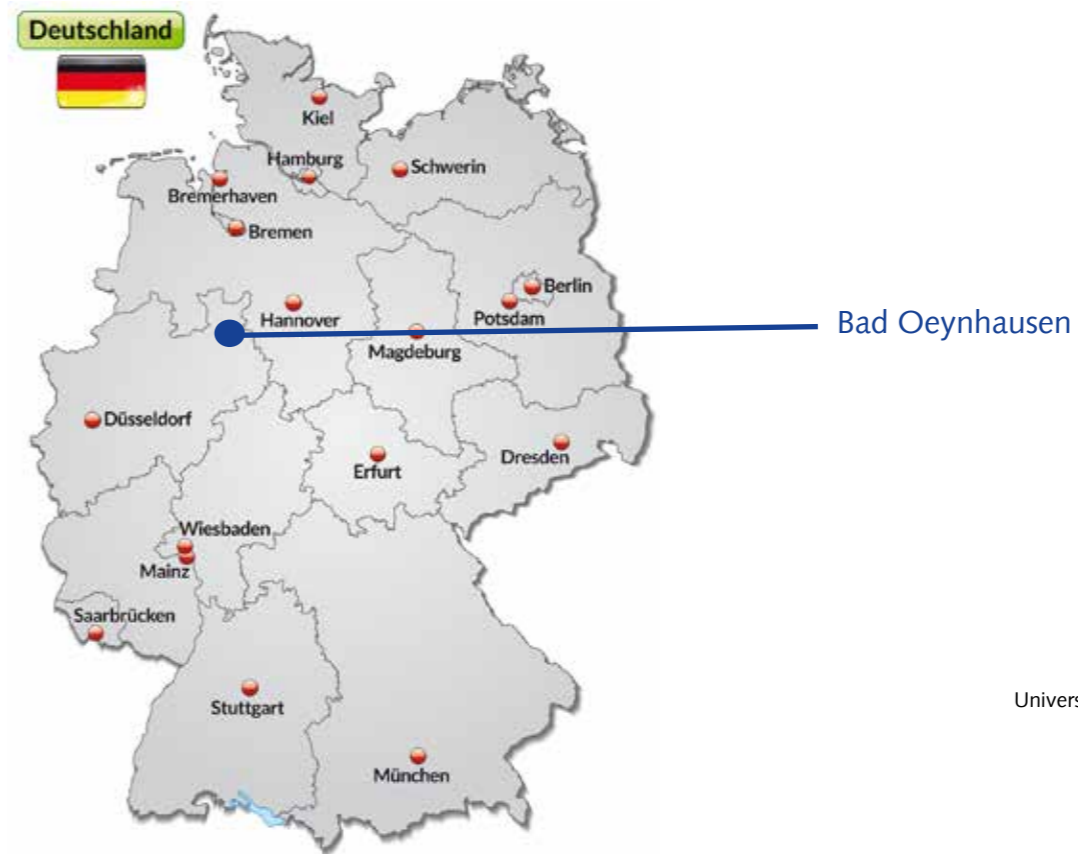 Deutschland
Kiel
Hamburg
Schwerin
Bremerhaven
Bremen
Berlin
Hannover
Potsdam
Bad Oeynhausen
Magdeburg
Düsseldorf
Erfurt
Dresden
Wiesbaden
Mainz
Saarbrücken
Stuttgart
Univers
München